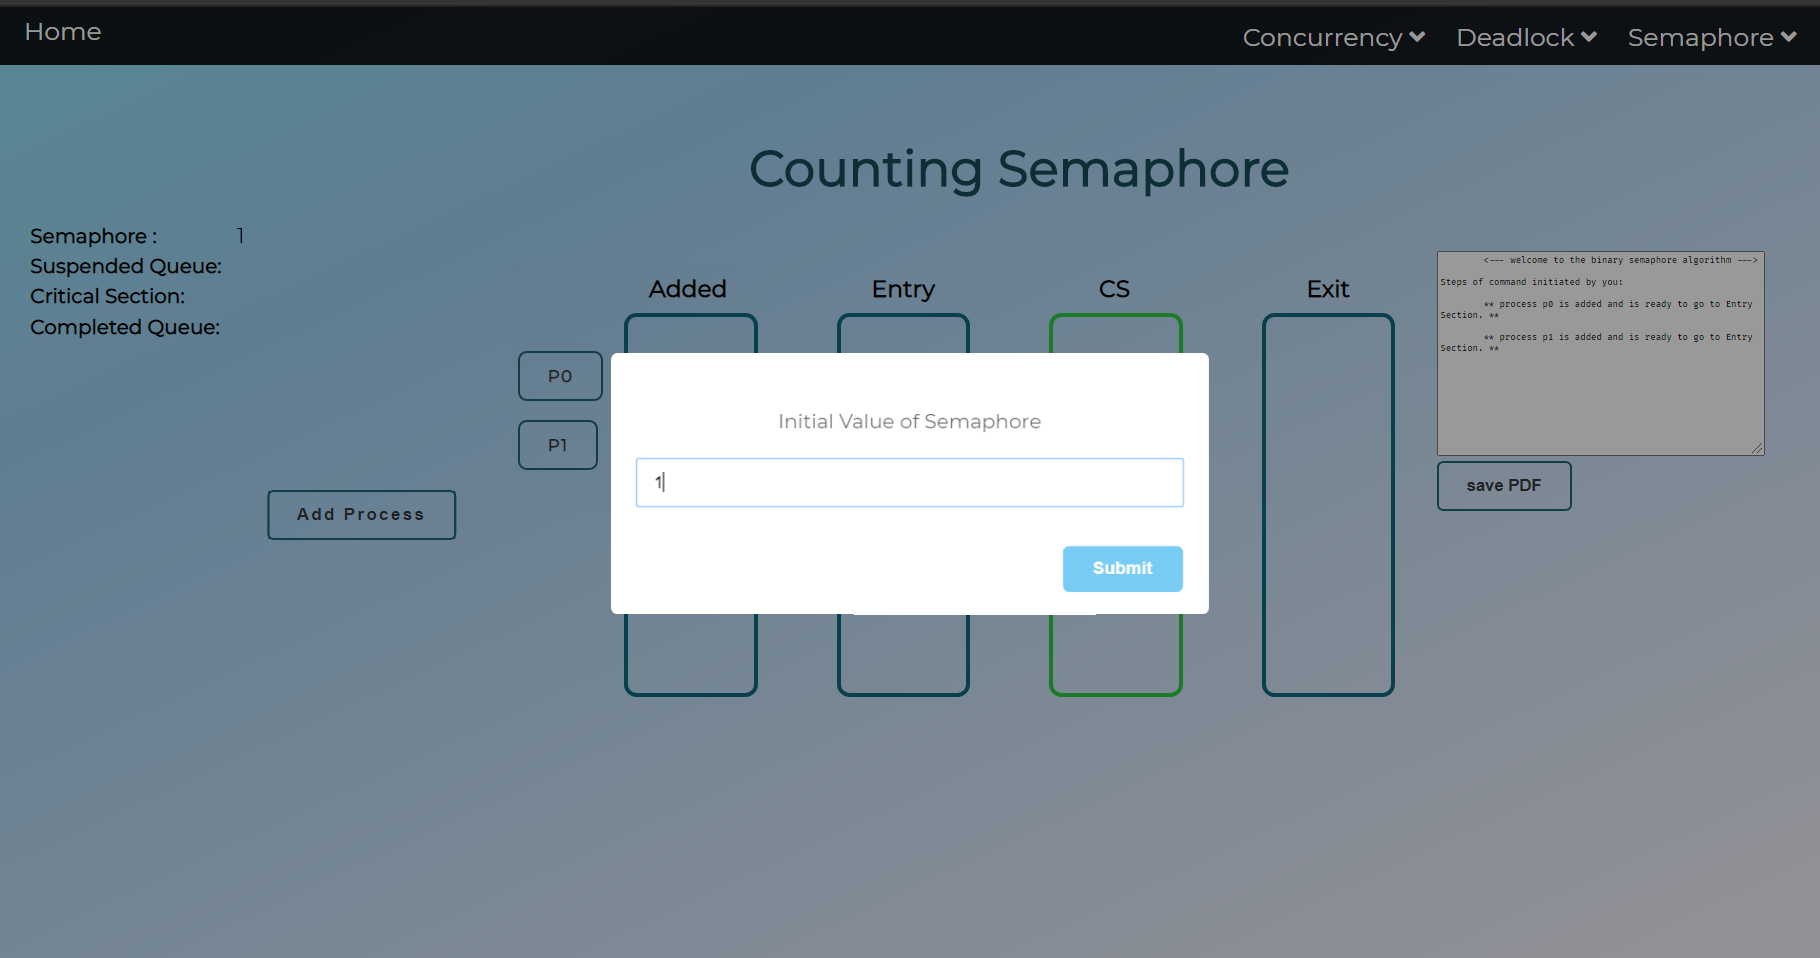 Home
Concurrency
Deadlock
Semaphore
Counting Semaphore
Semaphore : 1
Suspended Queue:
Critical Section:
Completed Queue:
Added
Entry
CS
Exit
P0
P1
Add Process
Initial Value of Semaphore
1
Submit
<--- welcome to the binary semaphore algorithm --->
Steps of command initiated by you:
** process p0 is added and is ready to go to Entry
Section. **
** process p1 is added and is ready to go to Entry
Section. **
save PDF